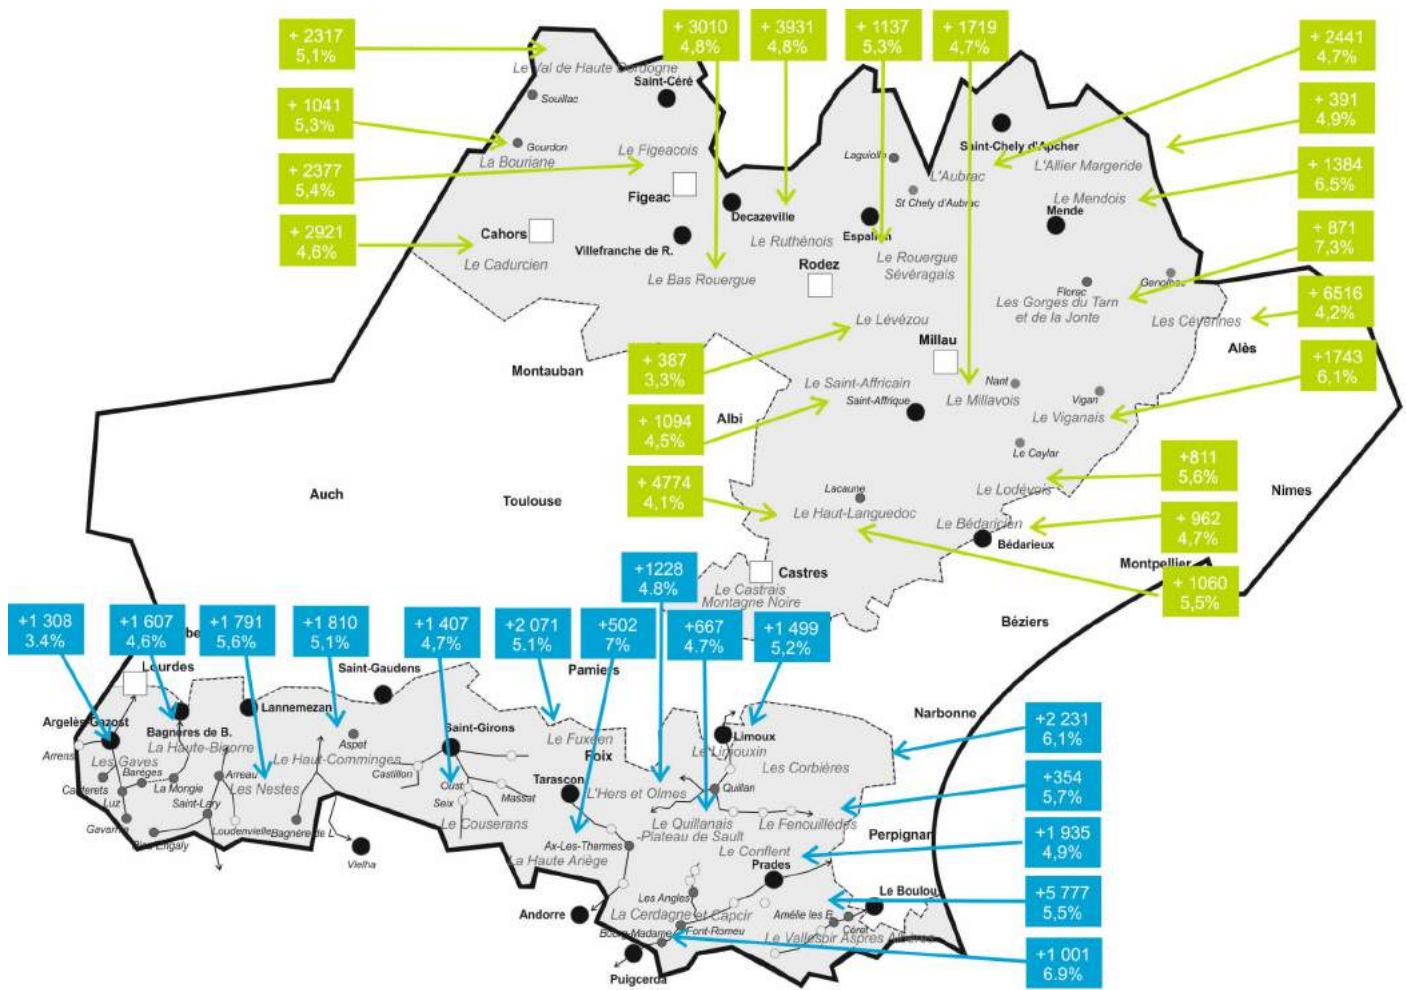 + 2317
5,1%
+ 3010
4,8%
+ 3931
4,8%
+ 1137
5,3%
+ 1719
4,7%
+ 2441
4,7%
Le Val de Haute Dordogne
Saint-Céré
Souillac
+ 1041
5,3%
+ 391
4,9%
Gourdon
La Bouriane
Le Figeacois
Laguiolle
Saint-Chely d'Apcher
L'Aubrac
L'Allier Margeride
+ 2377
5,4%
+ 1384
6,5%
Figeac
Decazeville
St Chely d'Aubrac
Le Mendois
Mende
+ 2921
4,6%
Cahors
Villefranche de R.
Le Ruthénois
Espalion
+ 871
7,3%
Le Cadurcien
Le Bas Rouergue
Rodez
Le Rouergue
Sévéragais
Florac
Genolhac
Les Gorges du Tarn
et de la Jonte
Les Cévennes
+ 6516
4,2%
Le Lévézou
Millau
Alès
+ 387
3,3%
+1743
6,1%
Montauban
Le Saint-Affricain
Saint-Affrique
Nant
Le Millavois
Vigan
Le Viganais
Albi
+ 1094
4,5%
Le Caylar
+811
5,6%
Auch
Toulouse
+ 4774
4,1%
Lacaune
Le Haut-Languedoc
Le Lodévois
Nimes
Le Bédaricien
Bédarieux
+ 962
4,7%
Montpellier
+1228
4.8%
Castres
Le Castrais
Montagne Noire
+ 1060
5,5%
Béziers
+1 308
3.4%
+1 607
4,6%
+1 791
5,6%
+1 810
5,1%
+1 407
4,7%
+2 071
5.1%
+502
7%
+667
4.7%
+1 499
5,2%
Lourdes
Saint-Gaudens
Pamiers
Argelès-Gazost
Bagnères de B.
Lannemezan
Saint-Girons
Narbonne
+2 231
6,1%
Arrens
Les Gaves
La Haute-Bigorre
Aspet
Le Haut-Comminges
Le Fuxéen
Foix
Limoux
Le Limouxin
Les Corbières
Barèges
Cauterets
La Mongie
Arreau
Les Nestes
Castillon
Oust
Massat
Tarascon
L'Hers et Olmes
Quillan
+354
5,7%
Luz
Saint-Lary
Seix
Gavarnie
Loudenvielle
Bagnère de L
Le Couserans
Le Quillanais
-Plateau de Sault
Le Fenouillèdes
Perpignan
+1 935
4,9%
Vielha
Ax-Les-Thermes
La Haute Ariège
Le Conflent
Prades
Les Angles
Le Boulou
+5 777
5,5%
Andorre
La Cerdagne et Capcir
Amélie les B.
Céret
Bourg-Madame
Font-Romeu
Le Vallespir Aspres Albères
Puigcerda
+1 001
6.9%